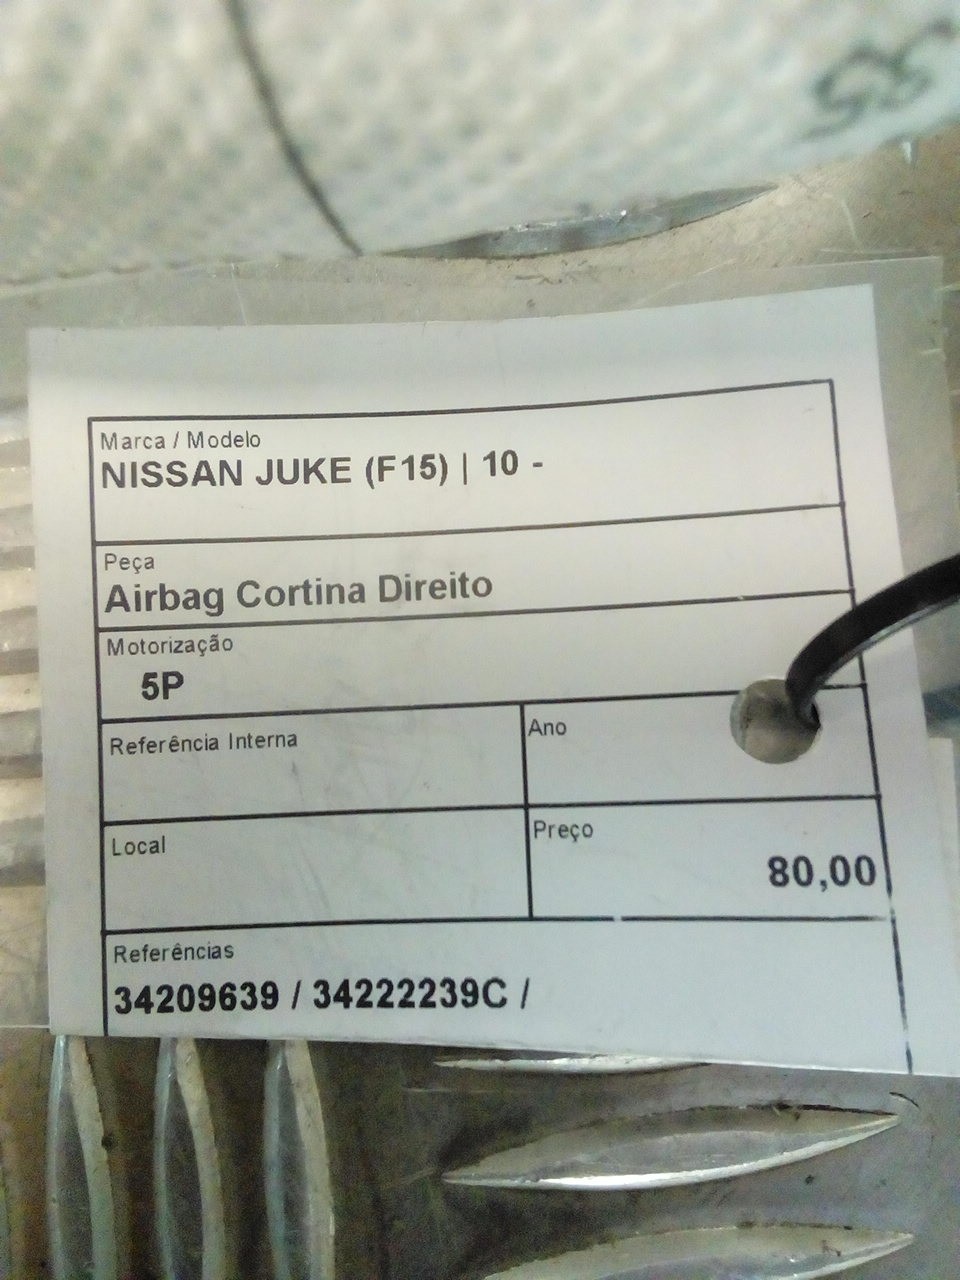 Marca / Modelo
NISSAN JUKE (F15) | 10 -
Peça
Airbag Cortina Direito
Motorização
5P
Referência Interna
Ano
Local
Preço
80,00
Referências
34209639 / 34222239C /